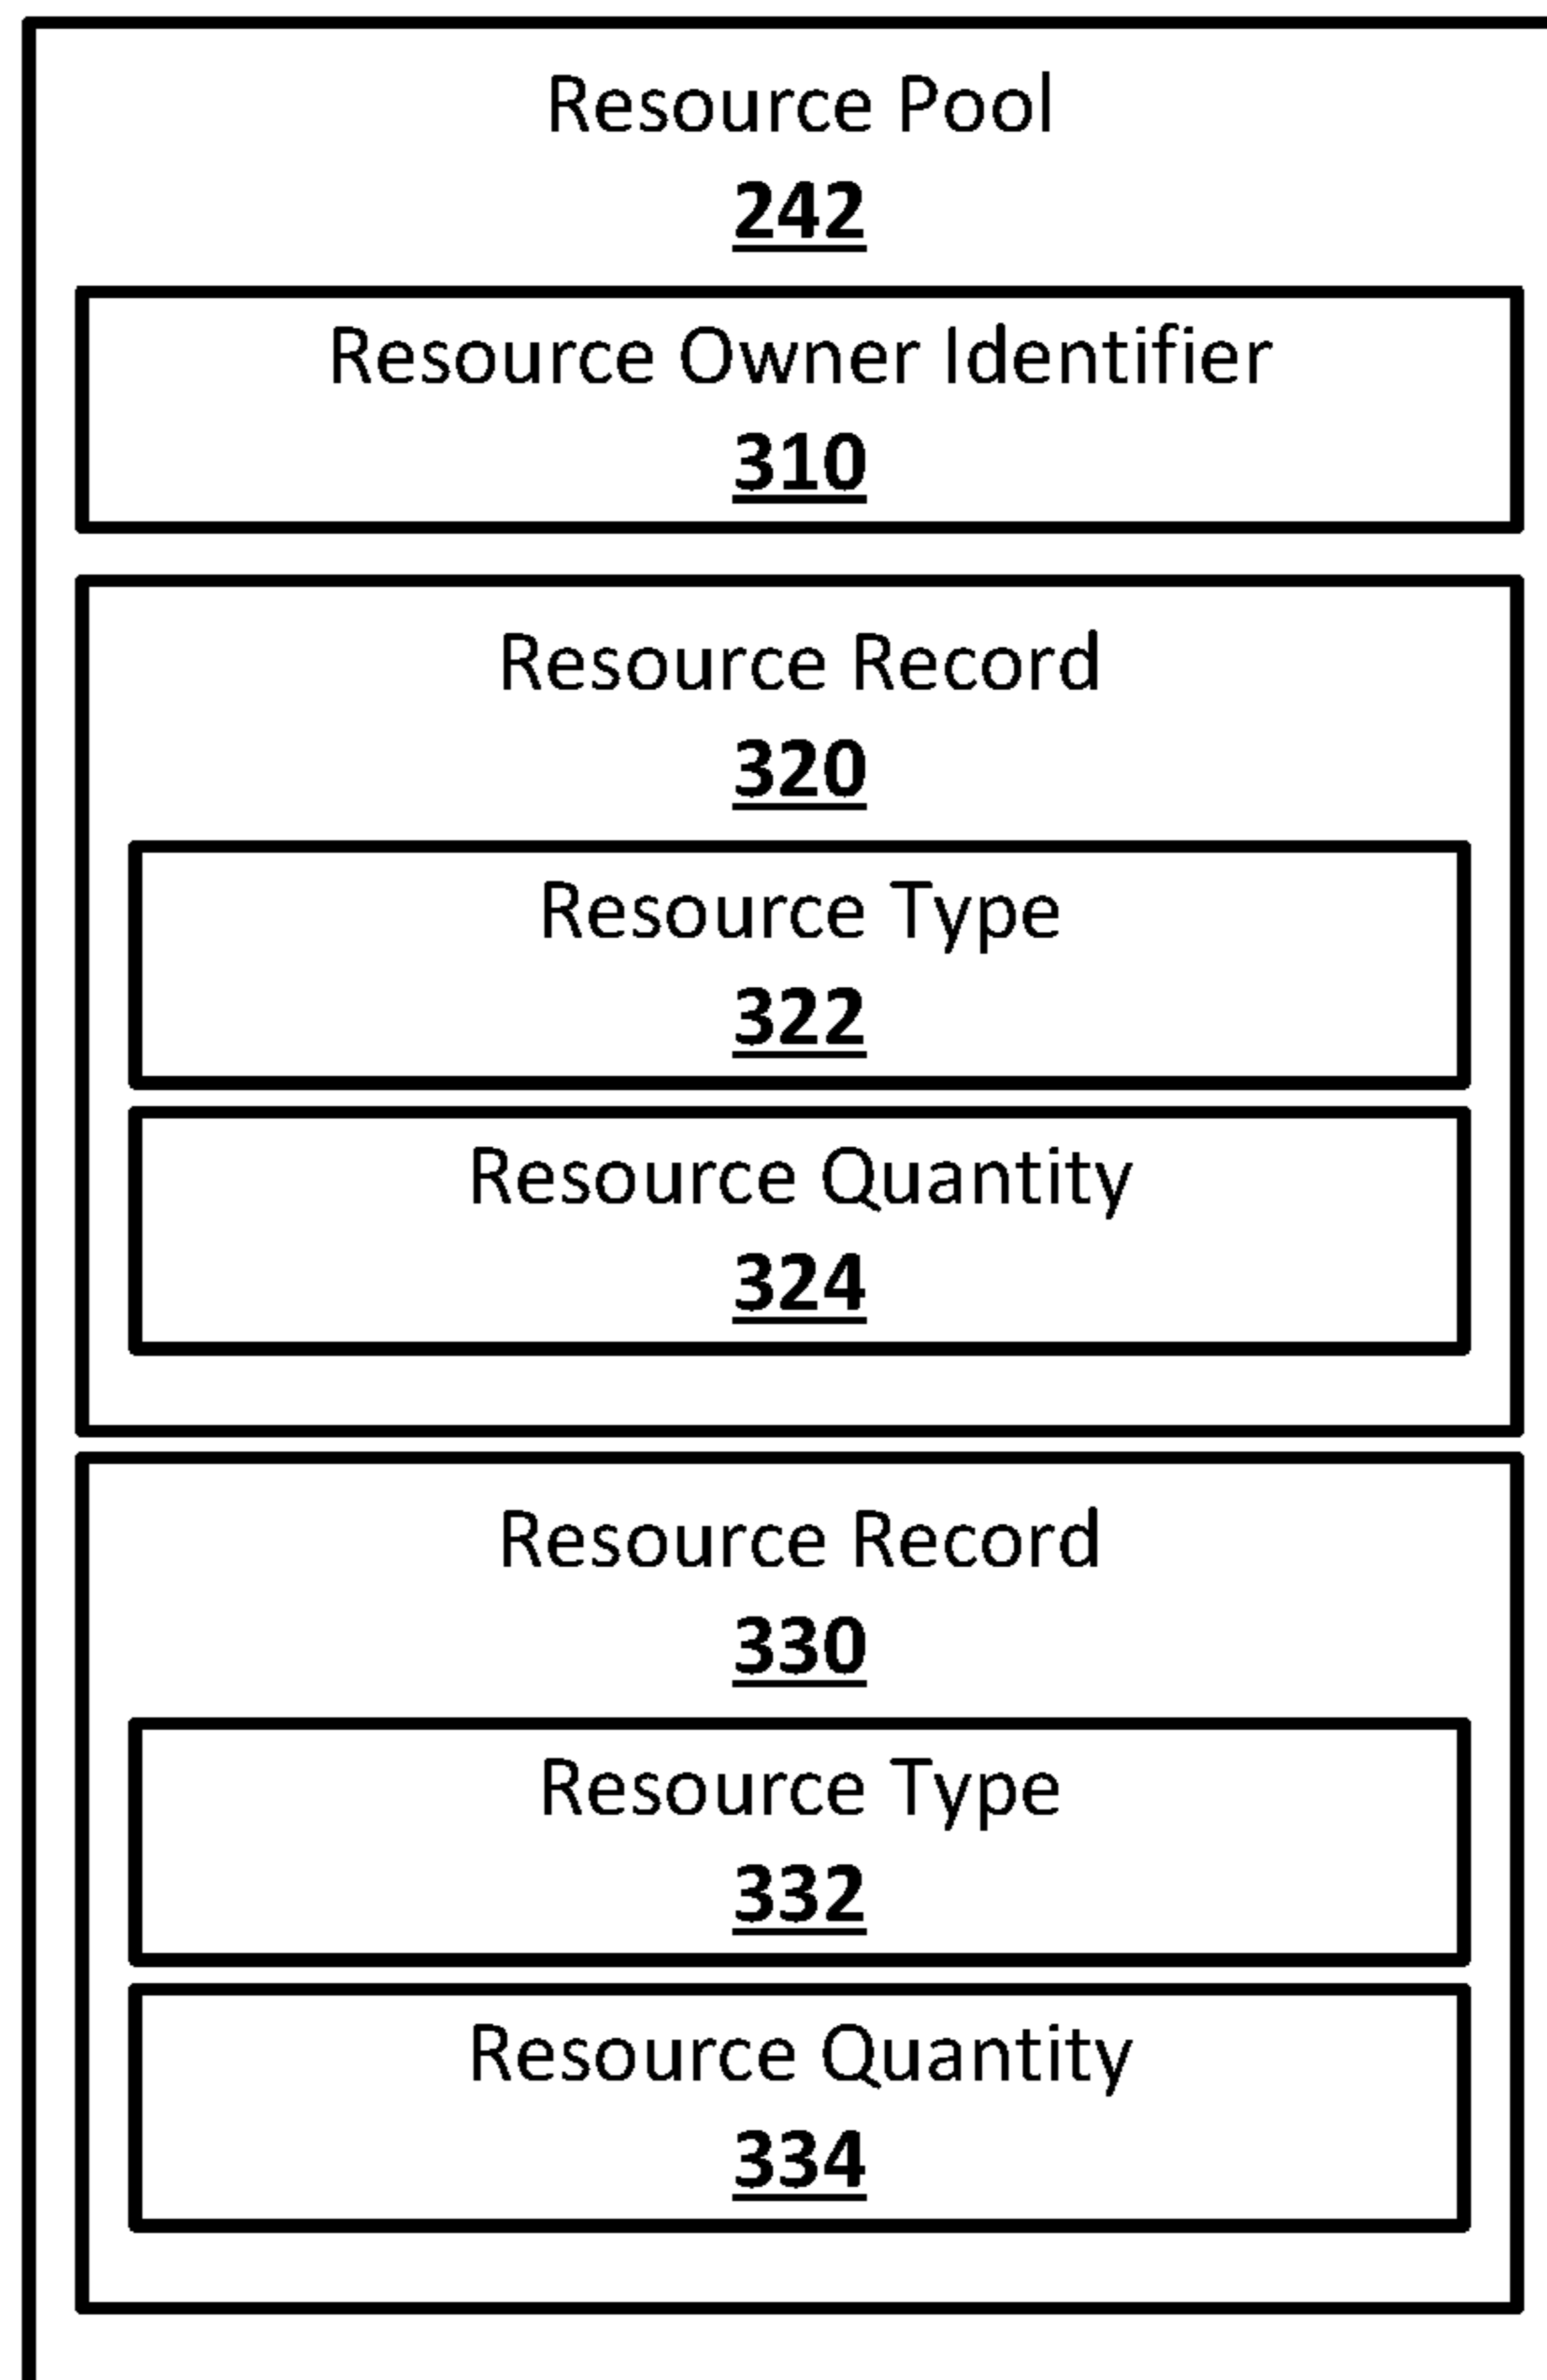 Resource Pool
242
Resource Owner Identifier
310
Resource Record
320
Resource Type
322
Resource Quantity
324
Resource Record
330
Resource Type
332
Resource Quantity
334